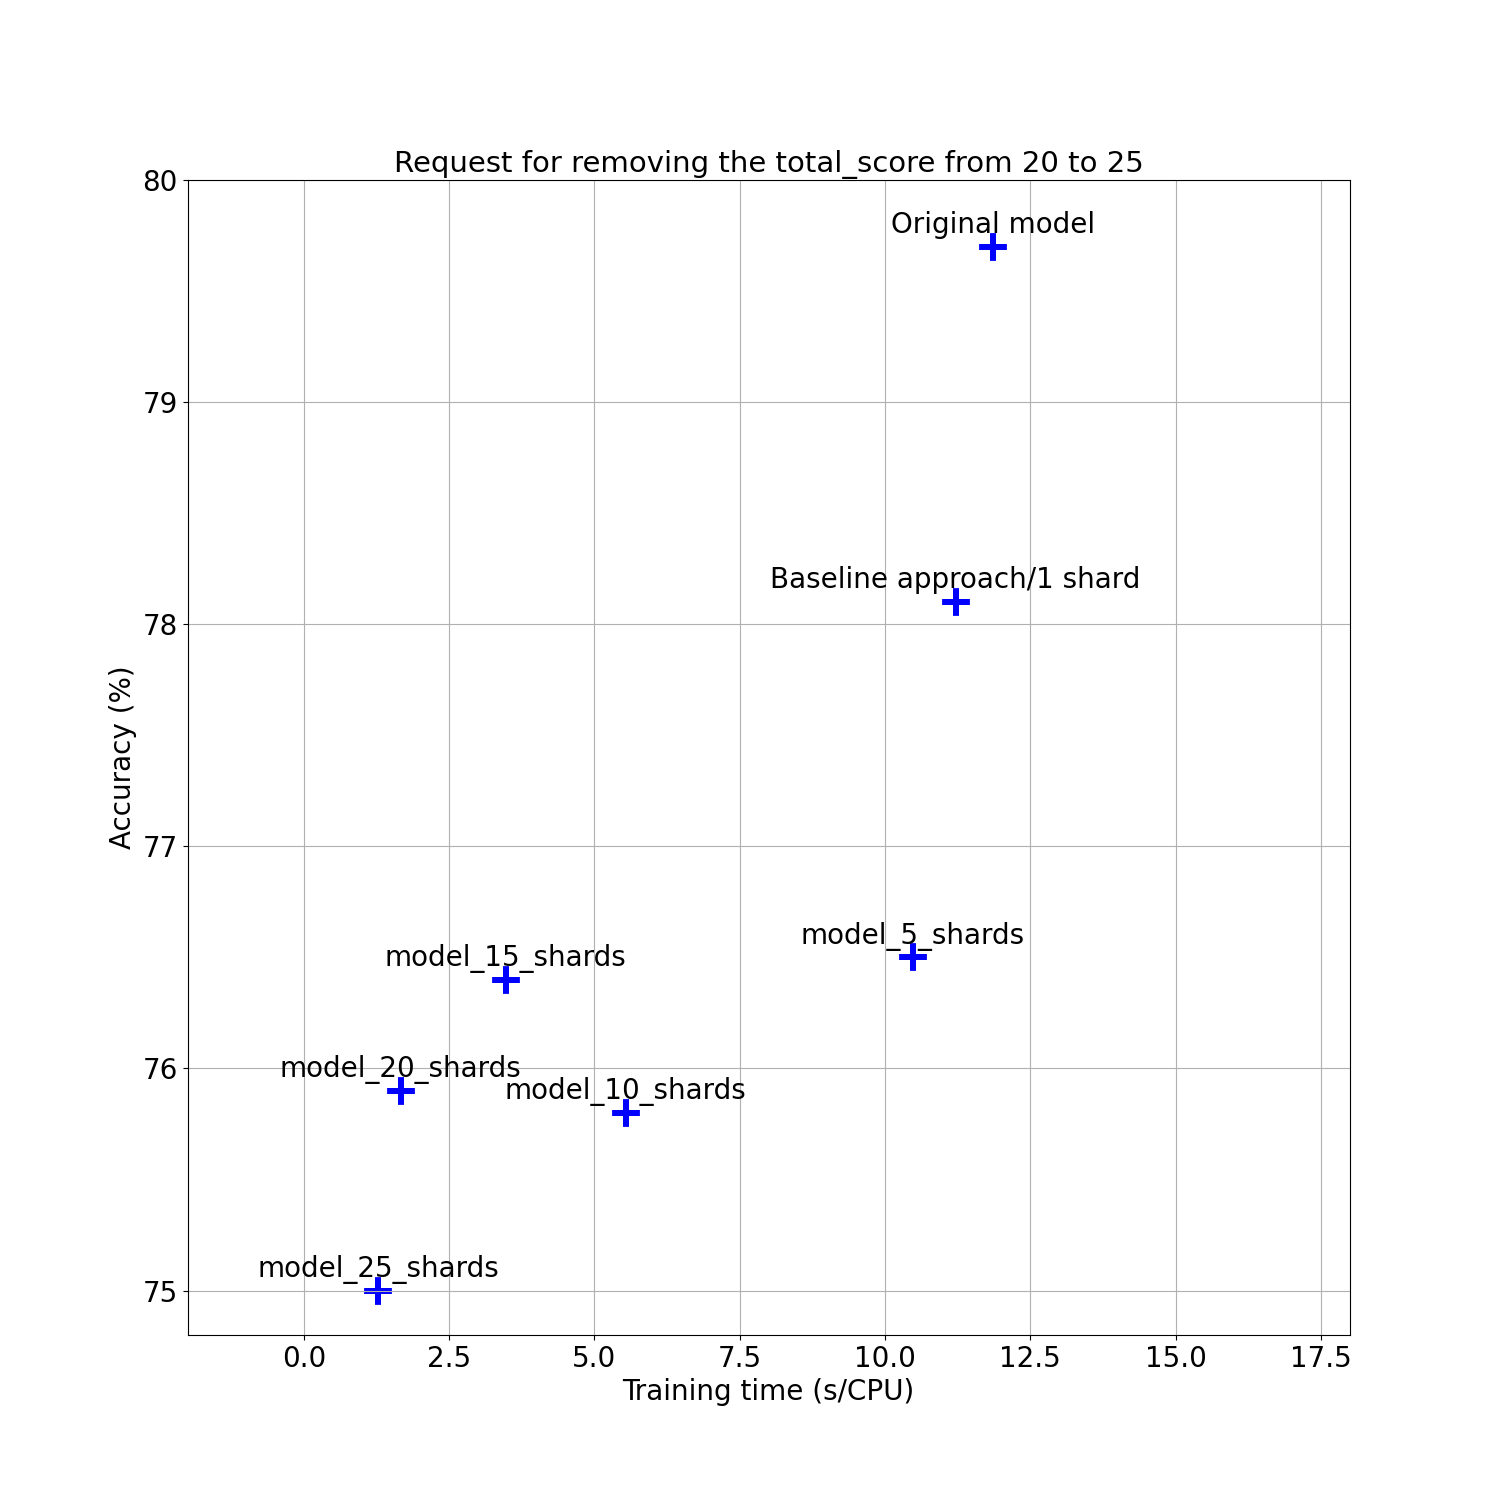 Request for removing the total_score from 20 to 25
80
Original model
79
Baseline approach/1 shard
78
Accuracy (%)
77
model_5_shards
model_15_shards
76
model_20_shards
model_10_shards
model_25_shards
75
0.0 2.5 5.0 7.5 10.0 12.5 15.0 17.5
Training time (s/CPU)